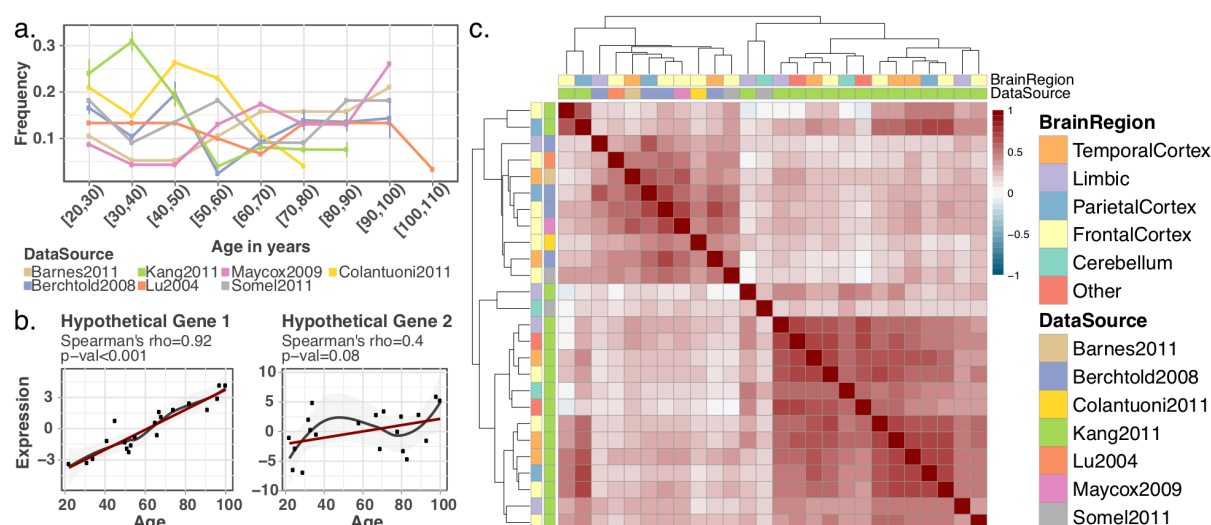 a.
Frequency
0.3
0.2
0.1
[20,30)
[30,40)
[40,50)
[50,60)
[60,70)
[70,80)
[80,90)
[90,100)
[100,110)
Age in years
DataSource
Barnes2011 Kang2011 Maycox2009 Colantuoni2011
Berchtold2008 Lu2004 Somel2011
b.
Hypothetical Gene 1
Spearman's rho=0.92
p-val<0.001
Expression
3
0
−3
20 40 60 80 100
Age
Hypothetical Gene 2
Spearman's rho=0.4
p-val=0.08
10
5
0
−5
−10
20 40 60 80 100
Age
c.
BrainRegion
DataSource
1
0.5
0
−0.5
−1
BrainRegion
TemporalCortex
Limbic
ParietalCortex
FrontalCortex
Cerebellum
Other
DataSource
Barnes2011
Berchtold2008
Colantuoni2011
Kang2011
Lu2004
Maycox2009
Somel2011